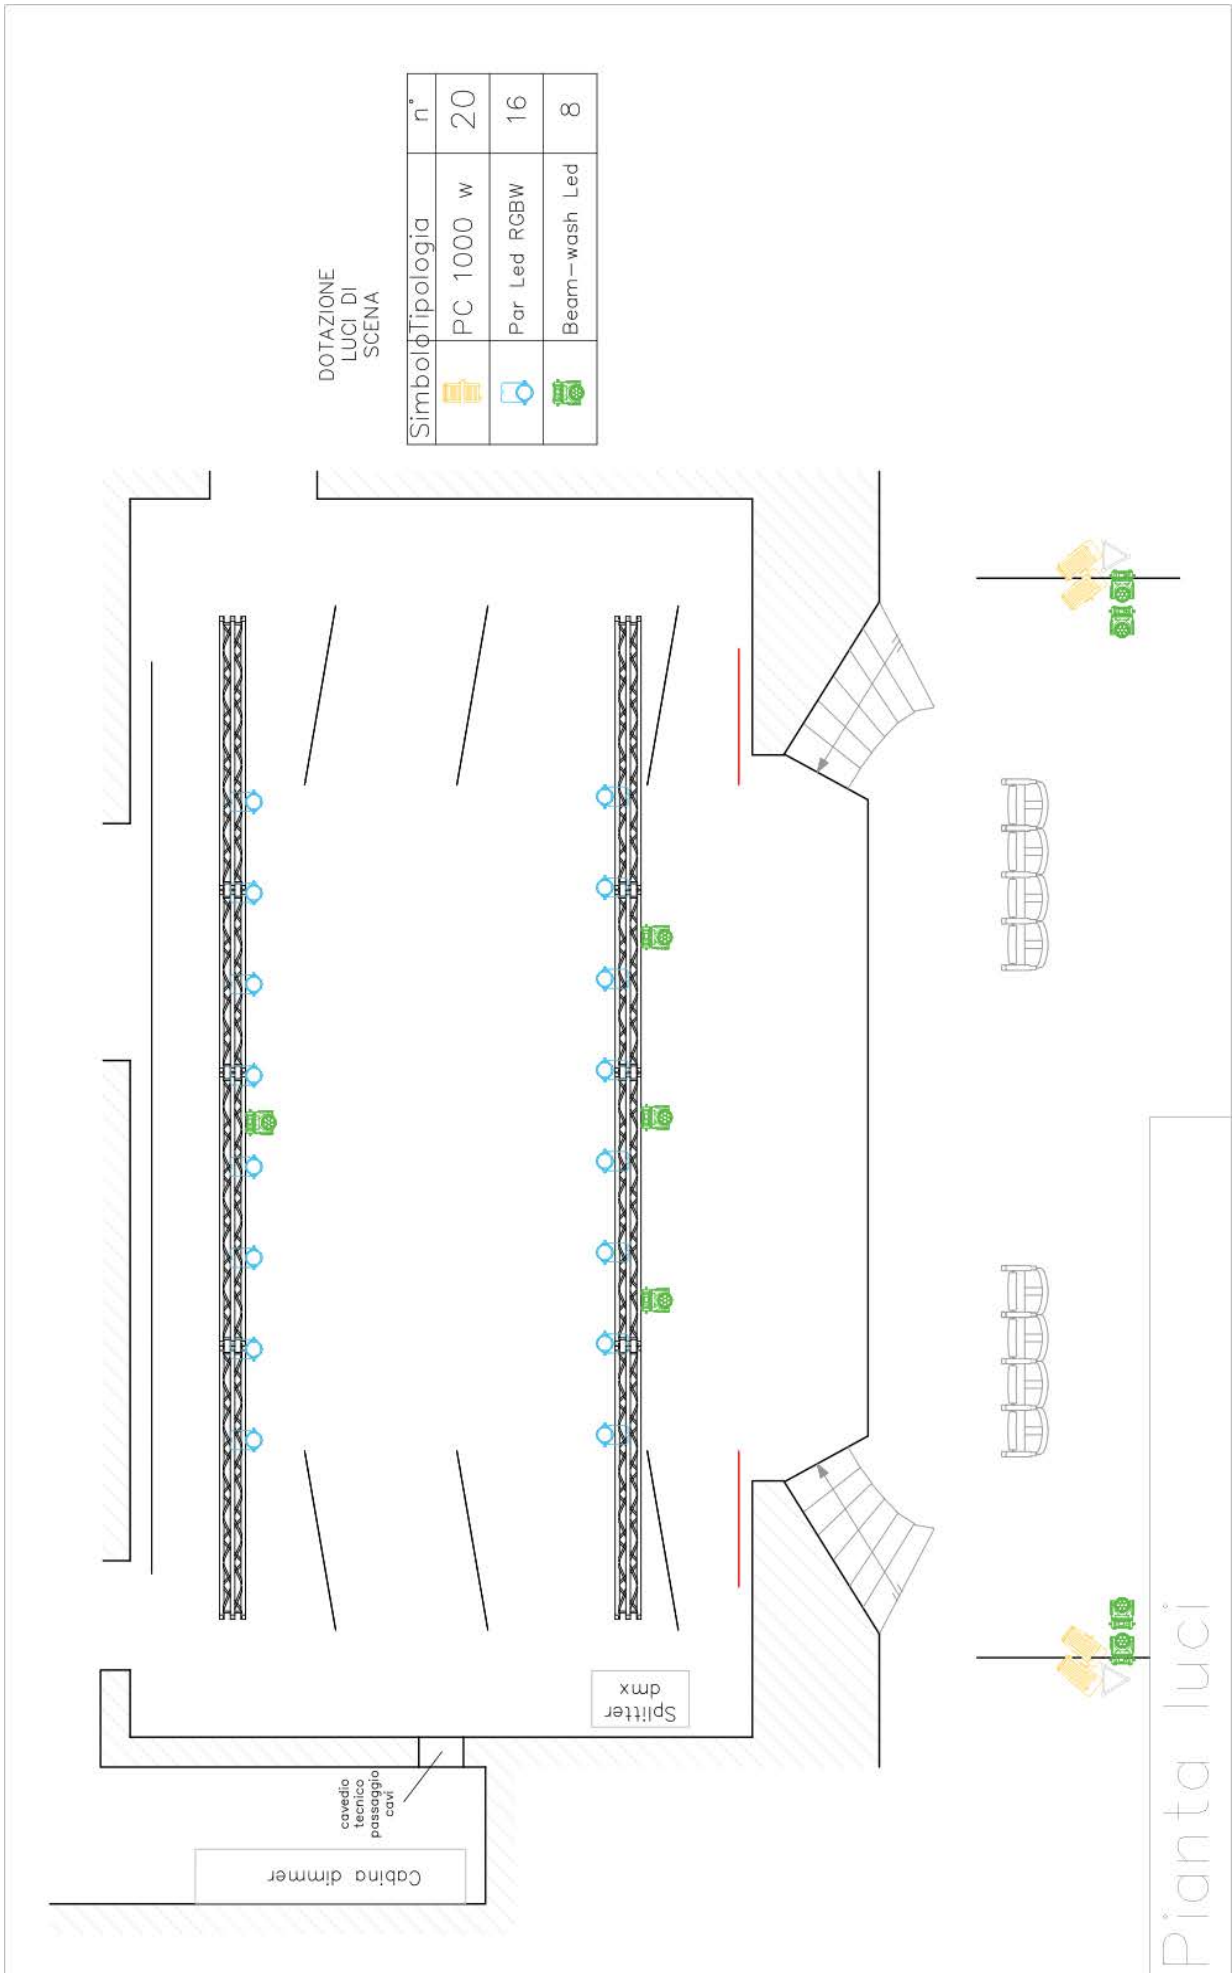 DOTAZIONE
LUCI DI
SCENA
Simbolo Tipologia n°
PC 1000 w 20
Par Led RGBW 16
Beam-wash Led 8
Splitter
dmx
cavedio
tecnico
passaggio
cavi
Cabina dimmer
Pianta luci